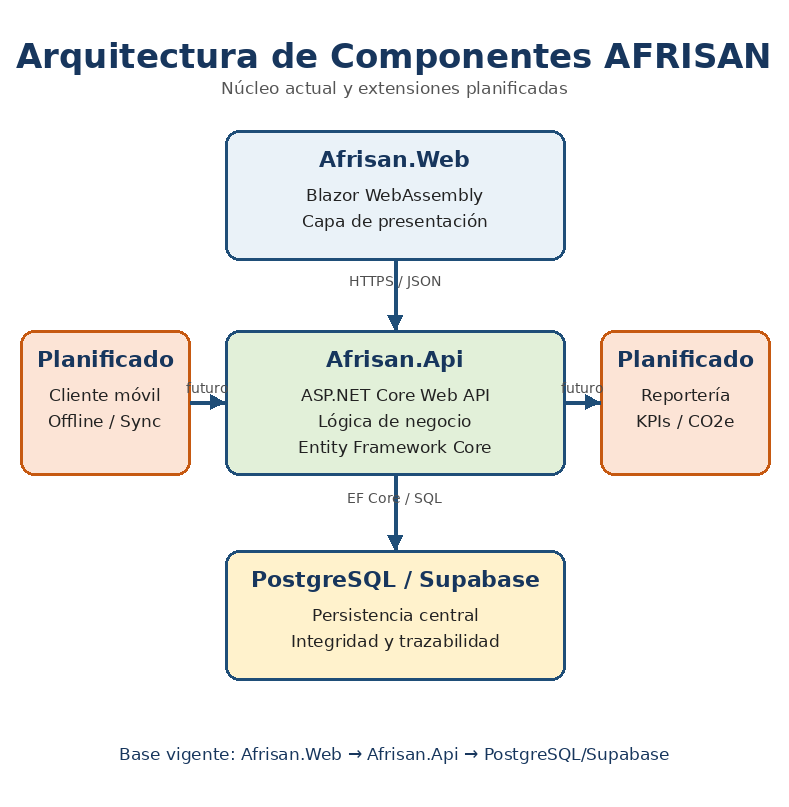 Arquitectura de Componentes AFRISAN
Núcleo actual y extensiones planificadas
Afrisan.Web
Blazor WebAssembly
Capa de presentación
HTTPS / JSON
Planificado
Cliente móvil
Offline / Sync
futuro
Afrisan.Api
ASP.NET Core Web API
Lógica de negocio
Entity Framework Core
futuro
Planificado
Reportería
KPIs / CO2e
EF Core / SQL
PostgreSQL / Supabase
Persistencia central
Integridad y trazabilidad
Base vigente: Afrisan.Web → Afrisan.Api → PostgreSQL/Supabase